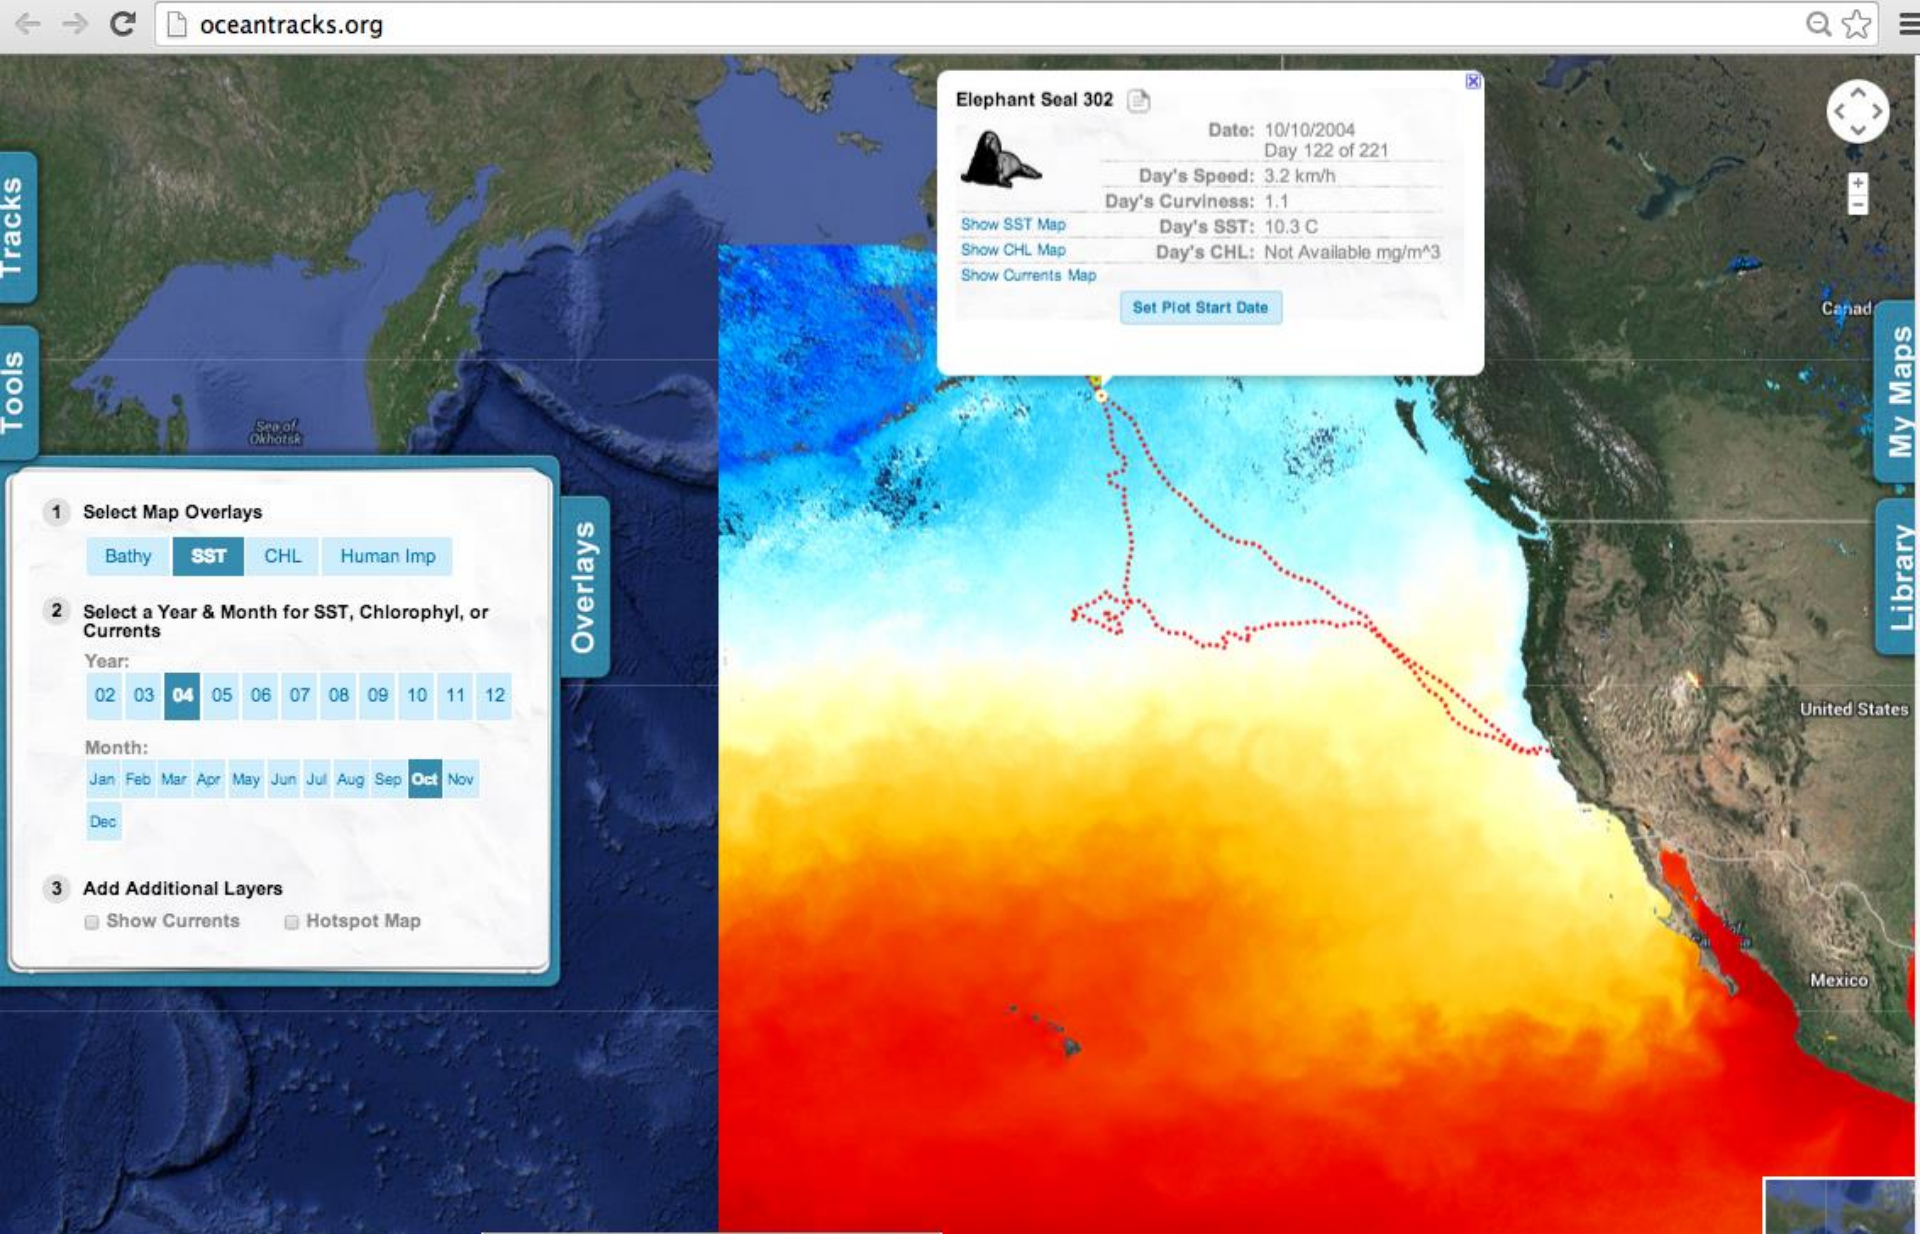 oceantracks.org
Elephant Seal 302
Date: 10/10/2004
Day 122 of 221
Day's Speed: 3.2 km/h
Day's Curviness: 1.1
Show SST Map
Day's SST: 10.3 C
Show CHL Map
Day's CHL: Not Available mg/m^3
Show Currents Map
Set Plot Start Date
Tracks
Tools
Sea of
Okhotsk
Canad
My Maps
Library
United States
Mexico
Overlays
1 Select Map Overlays
Bathy SST CHL Human Imp
2 Select a Year & Month for SST, Chlorophyl, or
Currents
Year:
02 03 04 05 06 07 08 09 10 11 12
Month:
Jan Feb Mar Apr May Jun Jul Aug Sep Oct Nov
Dec
3 Add Additional Layers
Show Currents Hotspot Map